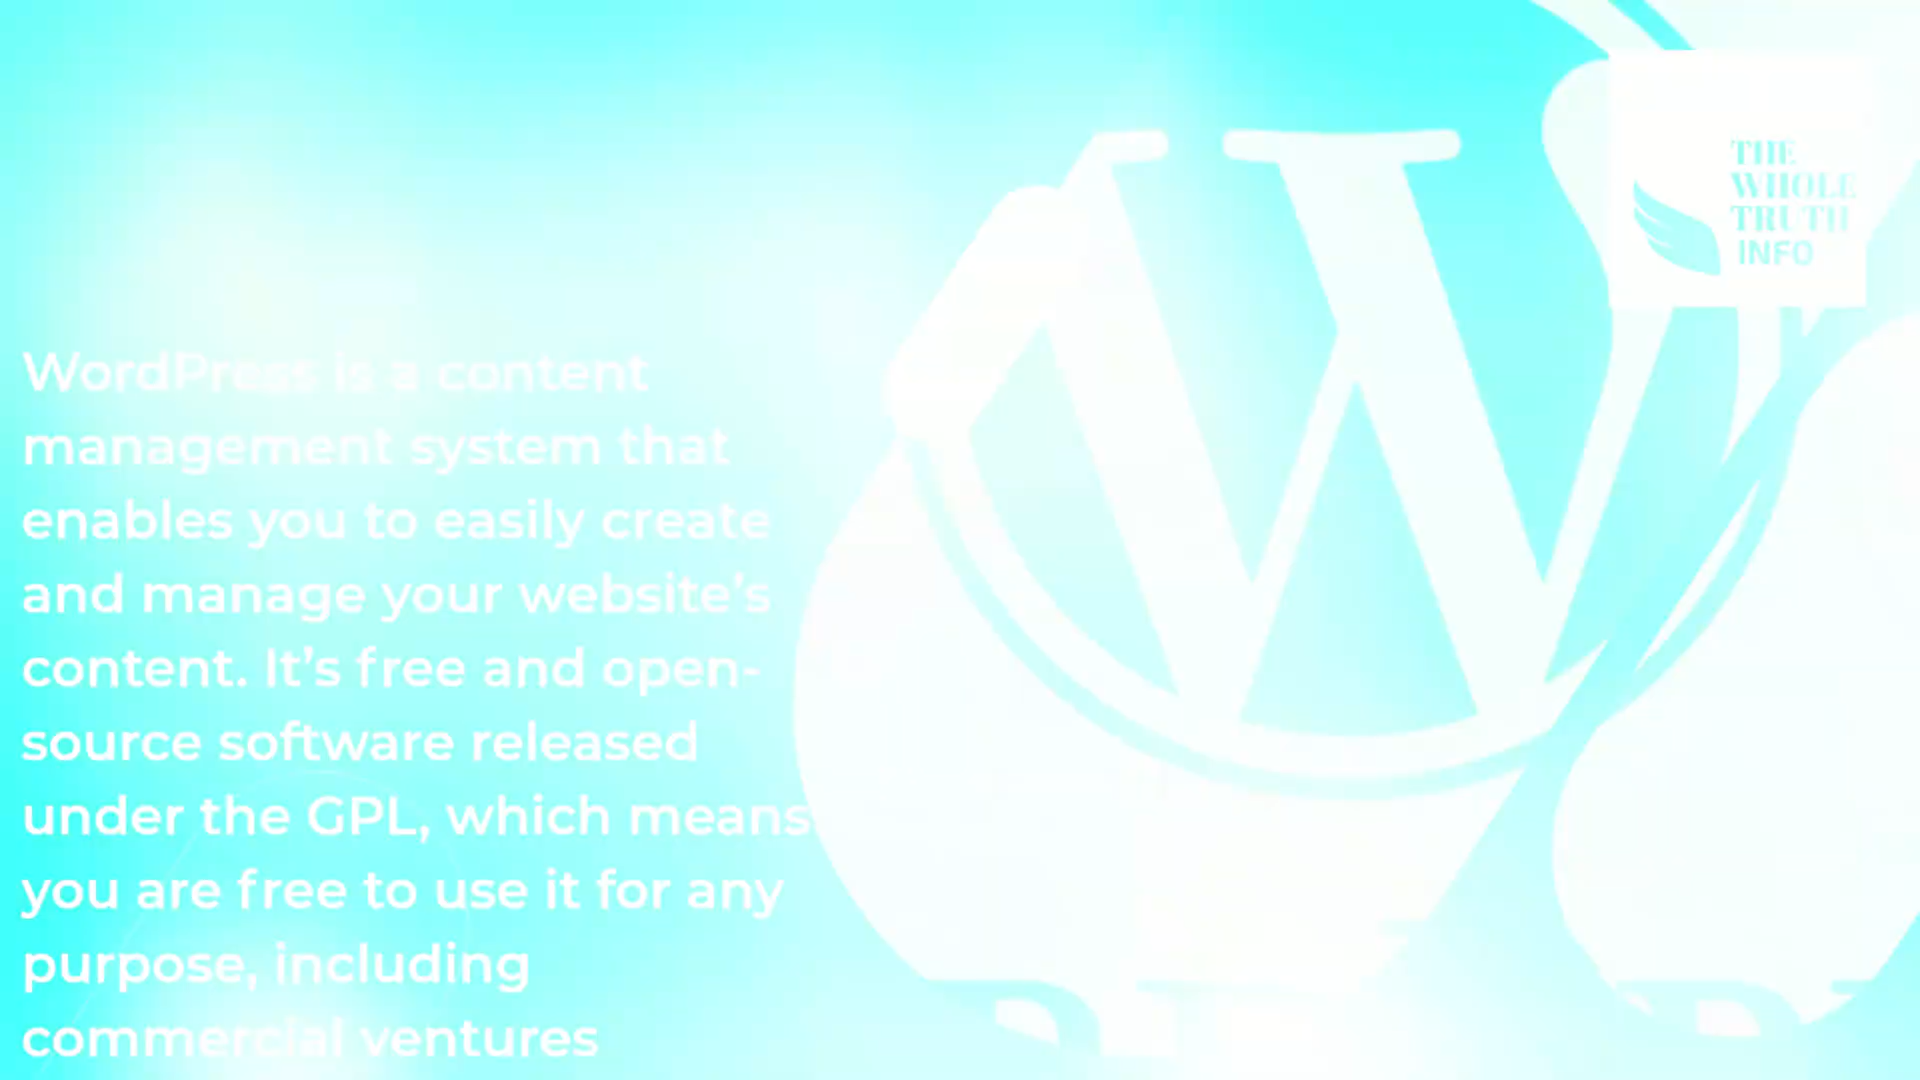 WordPress is a content
management system that
enables you to easily create
and manage your website's
content. It's free and open-
source software released
under the GPL, which means
you are free to use it for any
purpose, including
commercial ventures
W
THE
WHOLE
TRUTH
INFO